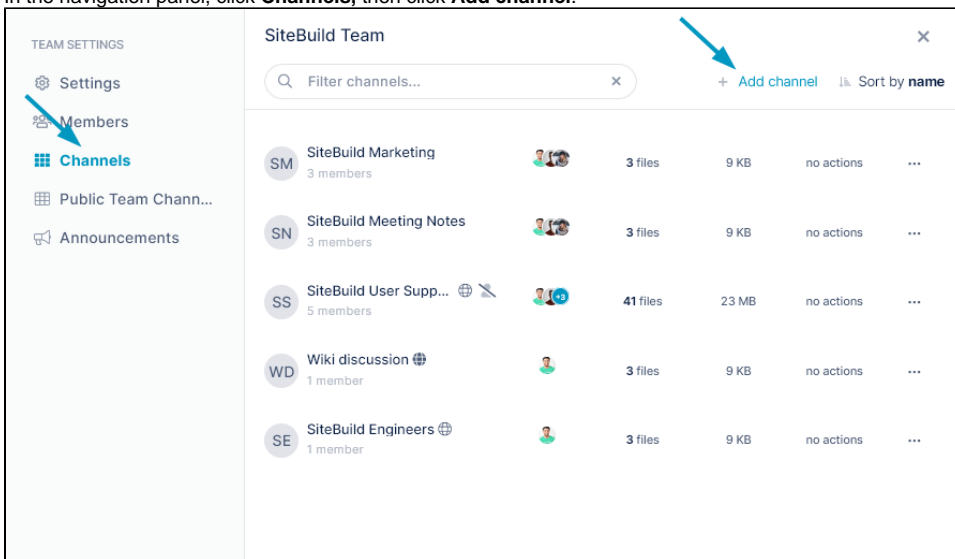 In the navigation panel, click Channels, then click Add channel.
TEAM SETTINGS
Settings
Members
Channels
Public Team Chann...
Announcements
SiteBuild Team
Filter channels...
+ Add channel
Sort by name
SM SiteBuild Marketing
3 members
3 files 9 KB no actions ...
SN SiteBuild Meeting Notes
3 members
3 files 9 KB no actions ...
SS SiteBuild User Supp...
5 members
+3
41 files 23 MB no actions ...
WD Wiki discussion
1 member
3 files 9 KB no actions ...
SE SiteBuild Engineers
1 member
3 files 9 KB no actions ...